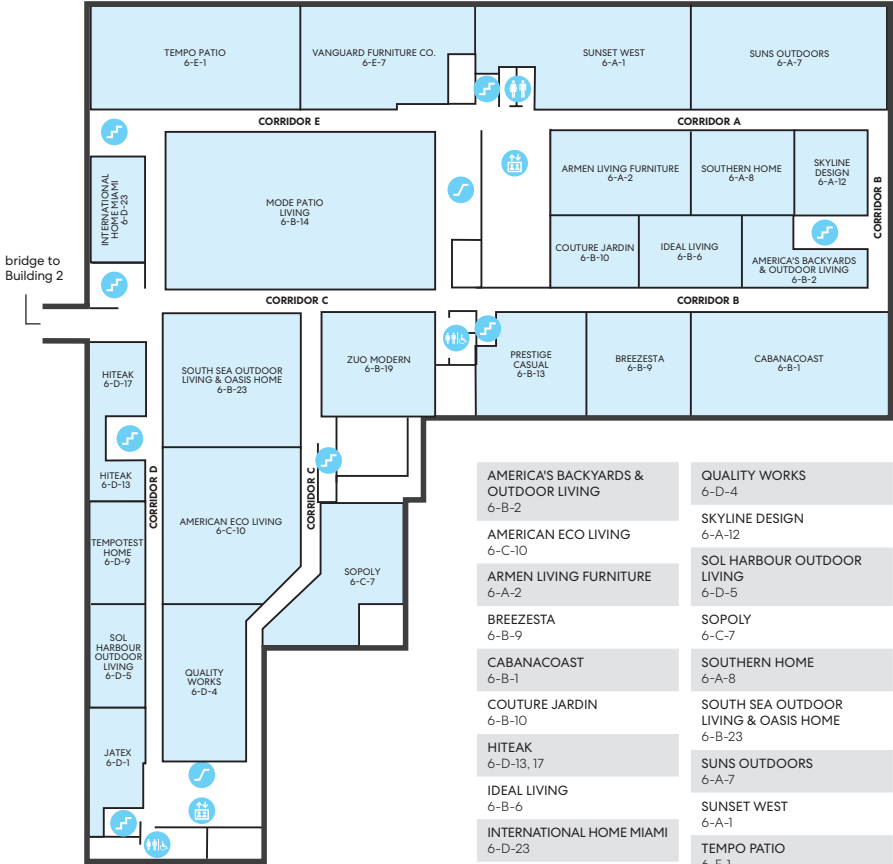 TEMPO PATIO
6-E-1
VANGUARD FURNITURE CO.
6-E-7
SUNSET WEST
6-A-1
SUNS OUTDOORS
6-A-7
CORRIDOR E
CORRIDOR A
INTERNATIONAL
HOME MIAMI
6-D-23
MODE PATIO
LIVING
6-B-14
ARMEN LIVING FURNITURE
6-A-2
SOUTHERN HOME
6-A-8
SKYLINE
DESIGN
6-A-12
CORRIDOR B
COUTURE JARDIN
6-B-10
IDEAL LIVING
6-B-6
AMERICA'S BACKYARDS
& OUTDOOR LIVING
6-B-2
bridge to
Building 2
CORRIDOR C
CORRIDOR B
HITEAK
6-D-17
SOUTH SEA OUTDOOR
LIVING & OASIS HOME
6-B-23
ZUO MODERN
6-B-19
PRESTIGE
CASUAL
6-B-13
BREEZESTA
6-B-9
CABANACOAST
6-B-1
HITEAK
6-D-13
CORRIDOR D
AMERICAN ECO LIVING
6-C-10
CORRIDOR C
TEMPOTEST
HOME
6-D-9
SOPOLY
6-C-7
SOL
HARBOUR
OUTDOOR
LIVING
6-D-5
QUALITY
WORKS
6-D-4
JATEX
6-D-1
AMERICA'S BACKYARDS &
OUTDOOR LIVING
6-B-2
AMERICAN ECO LIVING
6-C-10
ARMEN LIVING FURNITURE
6-A-2
BREEZESTA
6-B-9
CABANACOAST
6-B-1
COUTURE JARDIN
6-B-10
HITEAK
6-D-13, 17
IDEAL LIVING
6-B-6
INTERNATIONAL HOME MIAMI
6-D-23
QUALITY WORKS
6-D-4
SKYLINE DESIGN
6-A-12
SOL HARBOUR OUTDOOR
LIVING
6-D-5
SOPOLY
6-C-7
SOUTHERN HOME
6-A-8
SOUTH SEA OUTDOOR
LIVING & OASIS HOME
6-B-23
SUNS OUTDOORS
6-A-7
SUNSET WEST
6-A-1
TEMPO PATIO
6-E-1